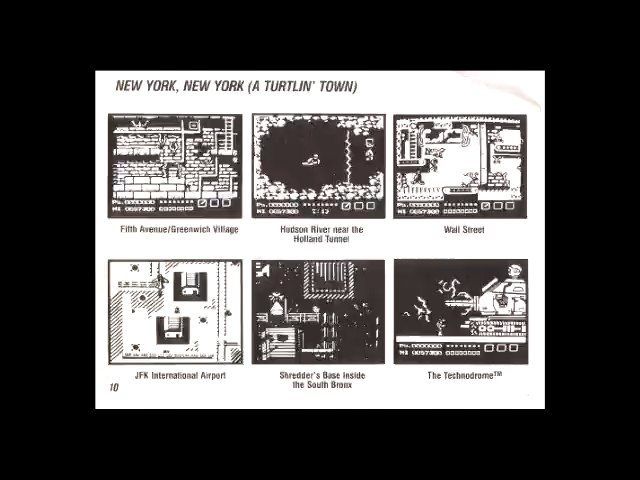 NEW YORK, NEW YORK (A TURTLIN' TOWN)
Fifth Avenue/Greenwich Village
Hudson River near the
Holland Tunnel
Wall Street
JFK International Airport
Shredder's Base Inside
the South Bronx
The Technodrome™
10